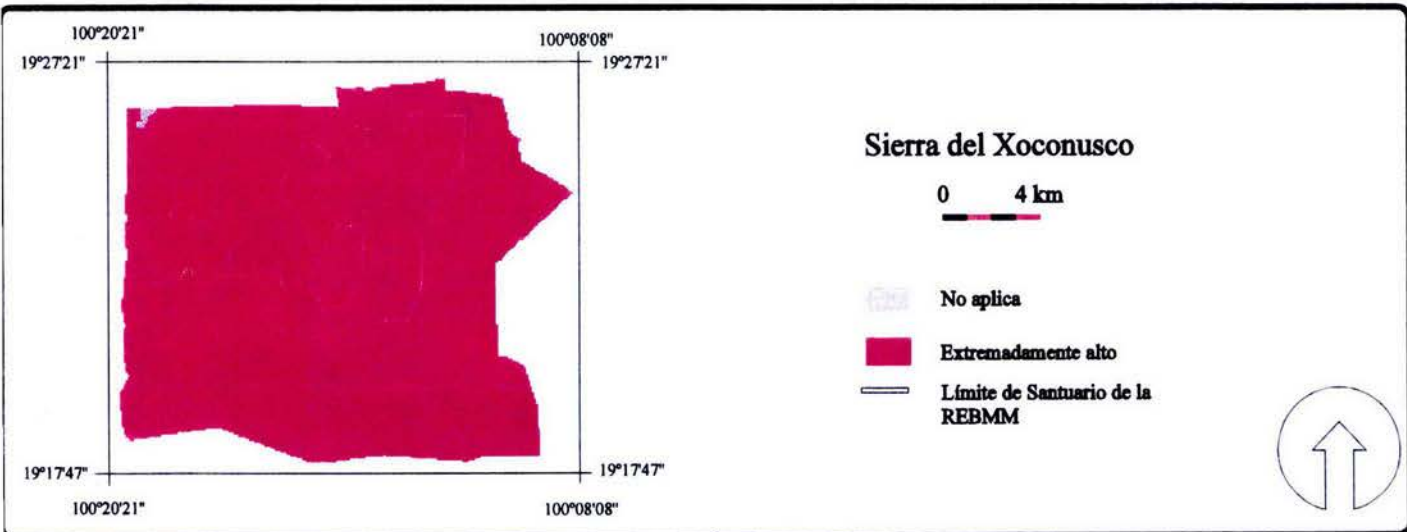 100°20'21"
100°08'08"
19°27'21"
19°27'21"
Sierra del Xoconusco
0 4 km
No aplica
Extremadamente alto
Límite de Santuario de la
REBMM
19°17'47"
19°17'47"
100°20'21"
100°08'08"